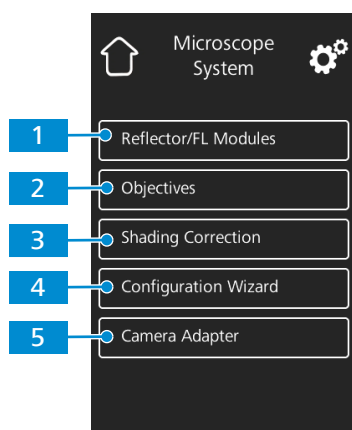 Microscope
System
1
Reflector/FL Modules
2
Objectives
3
Shading Correction
4
Configuration Wizard
5
Camera Adapter